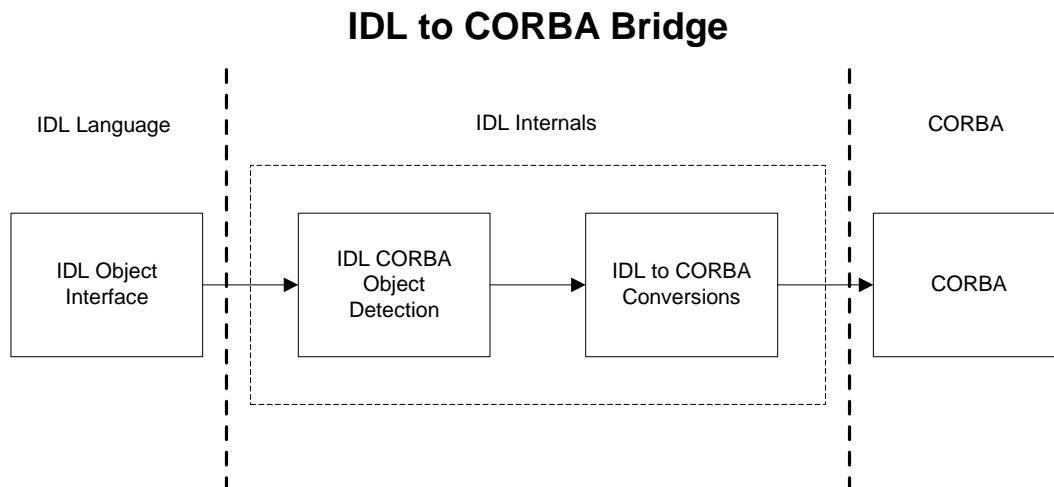 IDL to CORBA Bridge
IDL Language
IDL Internals
CORBA
IDL Object
Interface
IDL CORBA
Object
Detection
IDL to CORBA
Conversions
CORBA